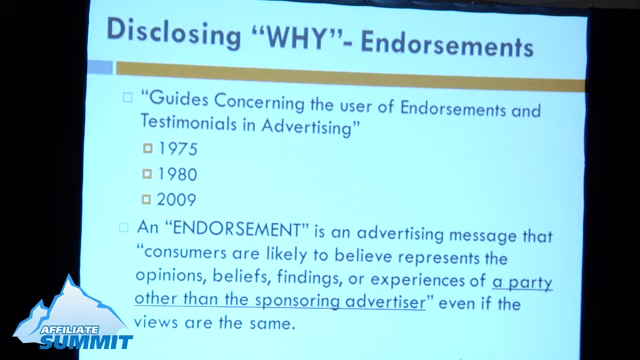 Disclosing “WHY”- Endorsements
“Guides Concerning the user of Endorsements and
Testimonials in Advertising”
1975
1980
2009
An “ENDORSEMENT” is an advertising message that
“consumers are likely to believe represents the
opinions, beliefs, findings, or experiences of a party
other than the sponsoring advertiser” even if the
views are the same.
AFFILIATE
SUMMIT